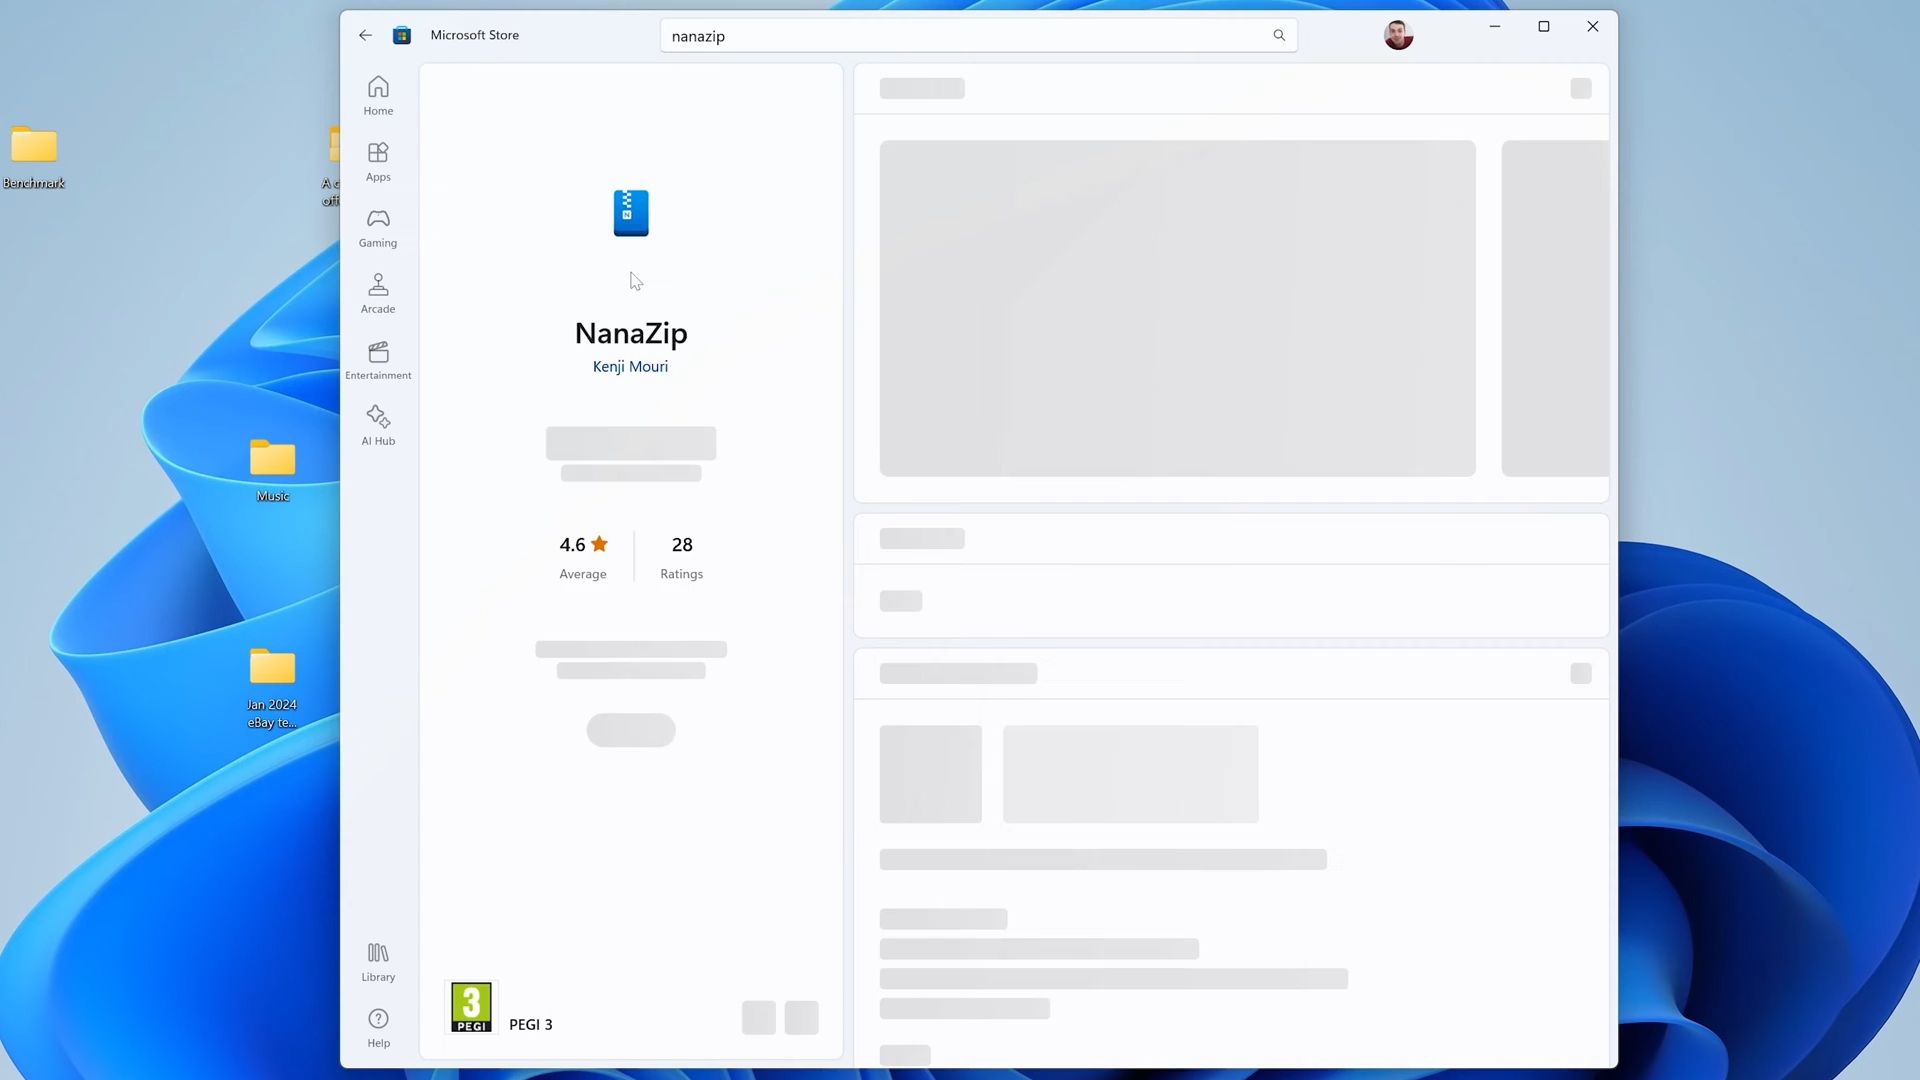 Microsoft Store
nanazip
Home
Apps
Gaming
Arcade
Entertainment
AI Hub
Library
Help
N
NanaZip
Kenji Mouri
4.6
Average
28
Ratings
3
PEGI
PEGI 3
Benchmark
A c
off
Music
Jan 2024
eBay te...